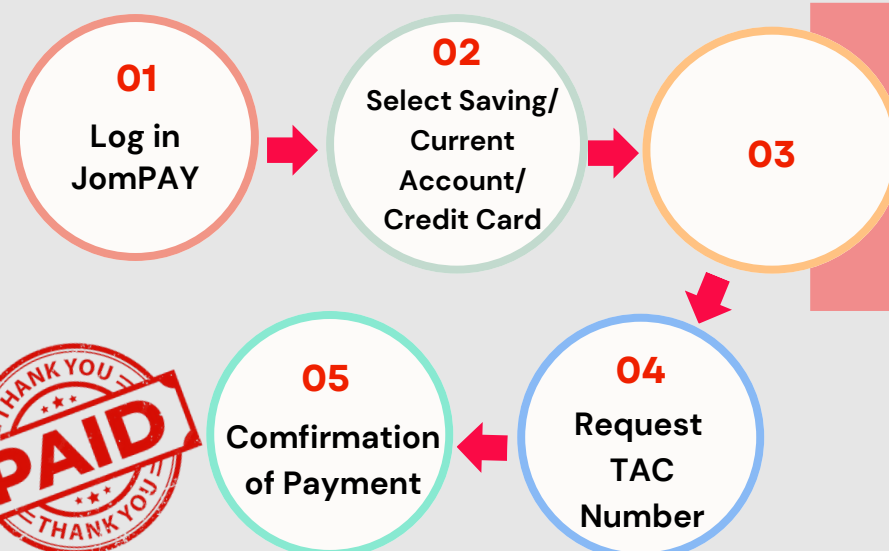 01
Log in
JomPAY
02
Select Saving/
Current
Account/
Credit Card
03
04
Request
TAC
Number
05
Comfirmation
of Payment
THANK YOU
PAID
THANK YOU